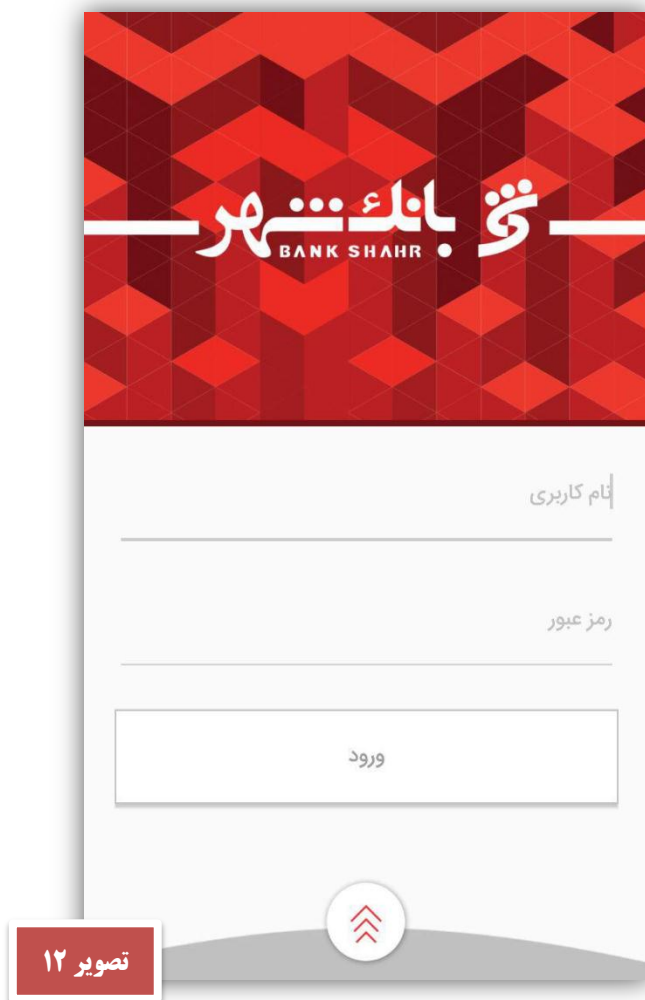 بانک شهر
BANK SHAHR
نام کاربری
رمز عبور
ورود
تصویر ۱۲